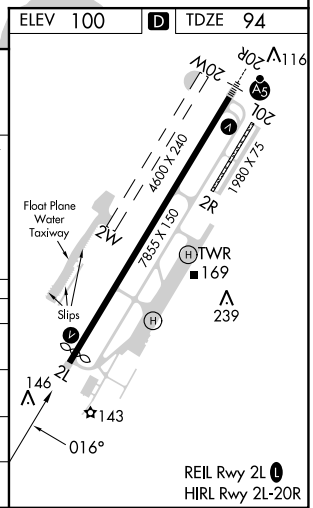 ELEV 100 D TDZE 94
20W
20R
116
A5
20L
V
4600 X 240
1980 X 75
Float Plane
Water
Taxiway
2W
7855 X 150
2R
H TWR
169
239
Slips
H
V
2L
146
143
016°
REIL Rwy 2L L
HIRL Rwy 2L-20R